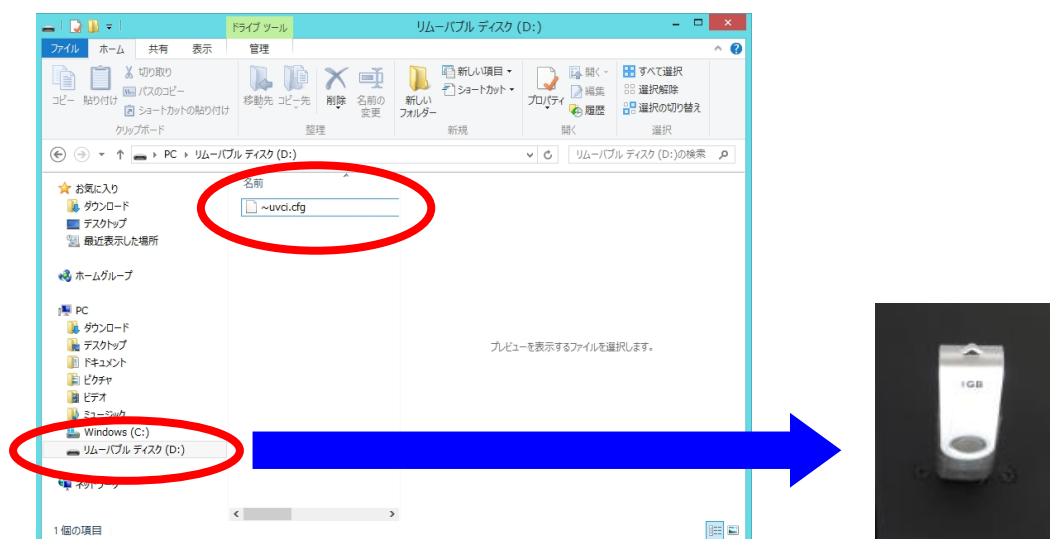 ドライブ ツール
リムーバブル ディスク (D:)
ファイル
ホーム
共有
表示
管理
コピー
貼り付け
切り取り
パスのコピー
ショートカットの貼り付け
クリップボード
移動先
コピー先
削除
名前の
変更
整理
新しい
フォルダー
新しい項目
ショートカット
新規
プロパティ
開く
編集
履歴
開く
すべて選択
選択解除
選択の切り替え
選択
PC
リムーバブル ディスク (D:)
リムーバブル ディスク (D:)の検索
お気に入り
ダウンロード
デスクトップ
最近表示した場所
ホームグループ
PC
ダウンロード
デスクトップ
ドキュメント
ピクチャ
ビデオ
ミュージック
Windows (C:)
リムーバブル ディスク (D:)
ネットワーク
名前
~uvci.cfg
プレビューを表示するファイルを選択します。
1 個の項目
1GB